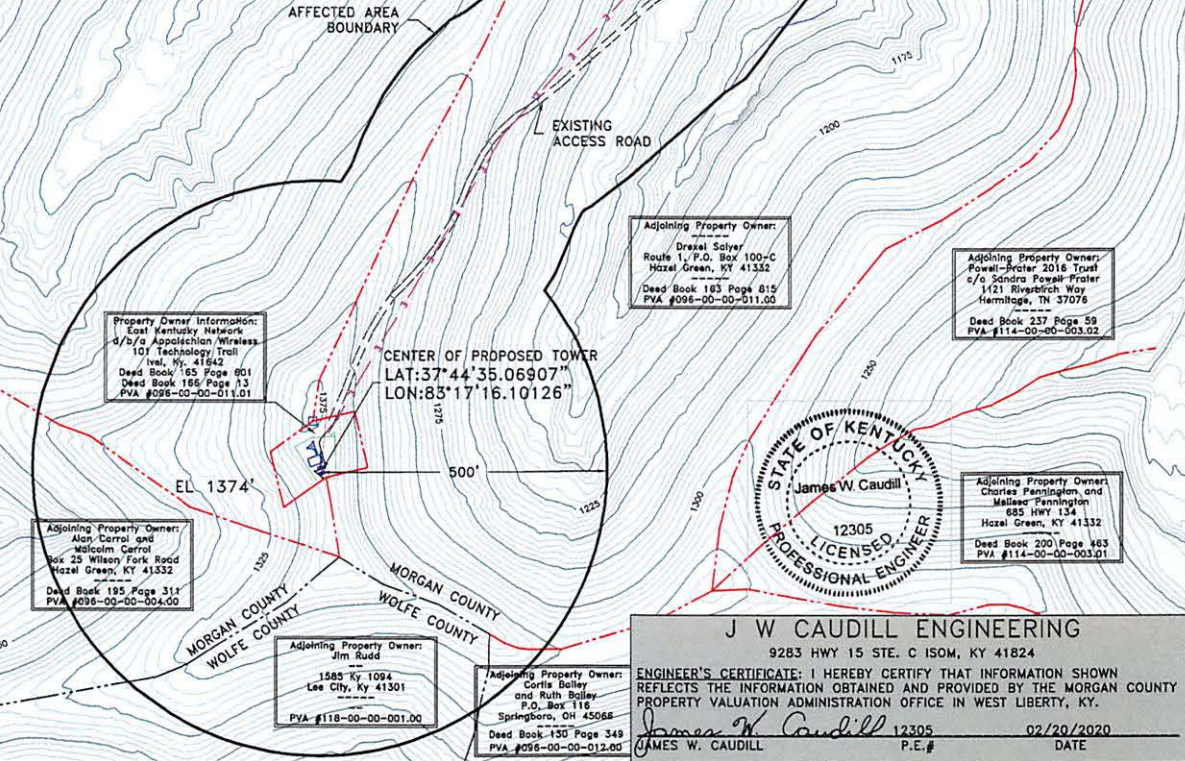 AFFECTED AREA
BOUNDARY
1175
EXISTING
ACCESS ROAD
1200
Adjoining Property Owner:
Drexel Salyer
Route 1, P.O. Box 100-C
Hazel Green, KY 41332
Deed Book 163 Page 815
PVA #096-00-00-011.00
Adjoining Property Owner:
Powell-Prater 2016 Trust
c/o Sandra Powell Prater
1121 Riverbirch Way
Hermitage, TN 37076
Deed Book 237 Page 59
PVA #114-00-00-003.02
Property Owner Information:
East Kentucky Network
d/b/a Appalachian Wireless
101 Technology Trail
Ivel, Ky. 41642
Deed Book 165 Page 601
Deed Book 166 Page 13
PVA #096-00-00-011.01
CENTER OF PROPOSED TOWER
LAT:37°44'35.06907"
LON:83°17'16.10126"
1375
1275
1250
EL 1374'
500'
1225
1300
STATE OF KENTUCKY
James W. Caudill
12305
LICENSED
PROFESSIONAL ENGINEER
Adjoining Property Owner:
Charles Pennington and
Melissa Pennington
685 HWY 134
Hazel Green, KY 41332
Deed Book 200 Page 463
PVA #114-00-00-003.01
Adjoining Property Owner:
Alan Carrol and
Malcolm Carrol
Box 25 Wilson Fork Road
Hazel Green, KY 41332
Deed Book 195 Page 311
PVA #096-00-00-004.00
1325
MORGAN COUNTY
WOLFE COUNTY
MORGAN COUNTY
WOLFE COUNTY
Adjoining Property Owner:
Jim Rudd
1585 Ky 1094
Lee City, Ky 41301
PVA #118-00-00-001.00
Adjoining Property Owner:
Cortis Bailey
and Ruth Bailey
P.O. Box 116
Springboro, OH 45066
Deed Book 130 Page 349
PVA #096-00-00-012.00
J W CAUDILL ENGINEERING
9283 HWY 15 STE. C ISOM, KY 41824
ENGINEER'S CERTIFICATE: I HEREBY CERTIFY THAT INFORMATION SHOWN
REFLECTS THE INFORMATION OBTAINED AND PROVIDED BY THE MORGAN COUNTY
PROPERTY VALUATION ADMINISTRATION OFFICE IN WEST LIBERTY, KY.
James W. Caudill 12305 02/20/2020
JAMES W. CAUDILL P.E.# DATE